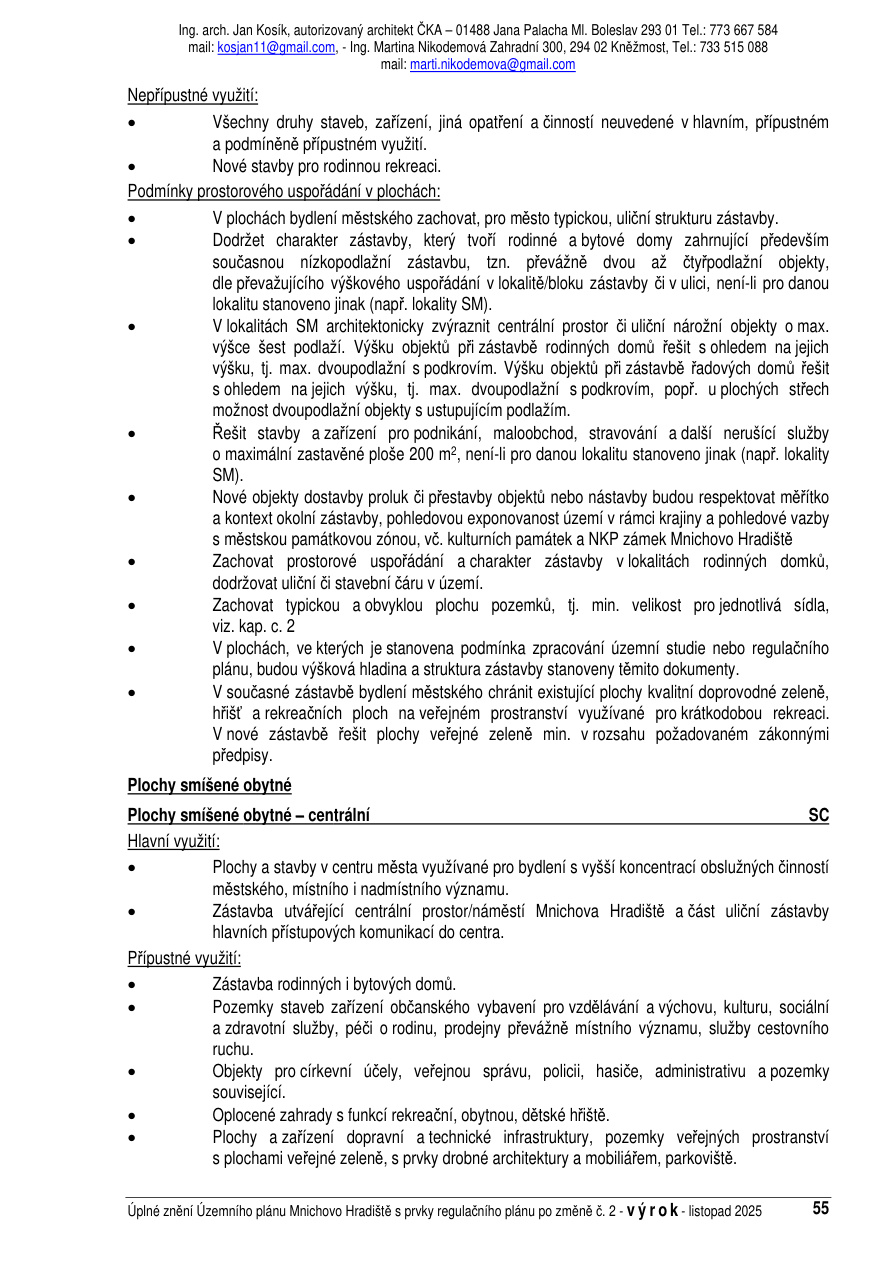 Ing. arch. Jan Kosík, autorizovaný architekt ČKA – 01488 Jana Palacha Ml. Boleslav 293 01 Tel.: 773 667 584
mail: kosjan11@gmail.com, - Ing. Martina Nikodemová Zahradní 300, 294 02 Kněžmost, Tel.: 733 515 088
mail: marti.nikodemova@gmail.com
Nepřípustné využití:
• Všechny druhy staveb, zařízení, jiná opatření a činností neuvedené v hlavním, přípustném
a podmíněně přípustném využití.
• Nové stavby pro rodinnou rekreaci.
Podmínky prostorového uspořádání v plochách:
• V plochách bydlení městského zachovat, pro město typickou, uliční strukturu zástavby.
• Dodržet charakter zástavby, který tvoří rodinné a bytové domy zahrnující především
současnou nízkopodlažní zástavbu, tzn. převážně dvou až čtyřpodlažní objekty,
dle převažujícího výškového uspořádání v lokalitě/bloku zástavby či v ulici, není-li pro danou
lokalitu stanoveno jinak (např. lokality SM).
• V lokalitách SM architektonicky zvýraznit centrální prostor či uliční nárožní objekty o max.
výšce šest podlaží. Výšku objektů při zástavbě rodinných domů řešit s ohledem na jejich
výšku, tj. max. dvoupodlažní s podkrovím. Výšku objektů při zástavbě řadových domů řešit
s ohledem na jejich výšku, tj. max. dvoupodlažní s podkrovím, popř. u plochých střech
možnost dvoupodlažní objekty s ustupujícím podlažím.
• Řešit stavby a zařízení pro podnikání, maloobchod, stravování a další nerušící služby
o maximální zastavěné ploše 200 m², není-li pro danou lokalitu stanoveno jinak (např. lokality
SM).
• Nové objekty dostavby proluk či přestavby objektů nebo nástavby budou respektovat měřítko
a kontext okolní zástavby, pohledovou exponovanost území v rámci krajiny a pohledové vazby
s městskou památkovou zónou, vč. kulturních památek a NKP zámek Mnichovo Hradiště
• Zachovat prostorové uspořádání a charakter zástavby v lokalitách rodinných domků,
dodržovat uliční či stavební čáru v území.
• Zachovat typickou a obvyklou plochu pozemků, tj. min. velikost pro jednotlivá sídla,
viz. kap. c. 2
• V plochách, ve kterých je stanovena podmínka zpracování územní studie nebo regulačního
plánu, budou výšková hladina a struktura zástavby stanoveny těmito dokumenty.
• V současné zástavbě bydlení městského chránit existující plochy kvalitní doprovodné zeleně,
hřišť a rekreačních ploch na veřejném prostranství využívané pro krátkodobou rekreaci.
V nové zástavbě řešit plochy veřejné zeleně min. v rozsahu požadovaném zákonnými
předpisy.
Plochy smíšené obytné
Plochy smíšené obytné – centrální SC
Hlavní využití:
• Plochy a stavby v centru města využívané pro bydlení s vyšší koncentrací obslužných činností
městského, místního i nadmístního významu.
• Zástavba utvářející centrální prostor/náměstí Mnichova Hradiště a část uliční zástavby
hlavních přístupových komunikací do centra.
Přípustné využití:
• Zástavba rodinných i bytových domů.
• Pozemky staveb zařízení občanského vybavení pro vzdělávání a výchovu, kulturu, sociální
a zdravotní služby, péči o rodinu, prodejny převážně místního významu, služby cestovního
ruchu.
• Objekty pro církevní účely, veřejnou správu, policii, hasiče, administrativu a pozemky
související.
• Oplocené zahrady s funkcí rekreační, obytnou, dětské hřiště.
• Plochy a zařízení dopravní a technické infrastruktury, pozemky veřejných prostranství
s plochami veřejné zeleně, s prvky drobné architektury a mobiliářem, parkoviště.
Úplné znění Územního plánu Mnichovo Hradiště s prvky regulačního plánu po změně č. 2 - v ý r o k - listopad 2025 55